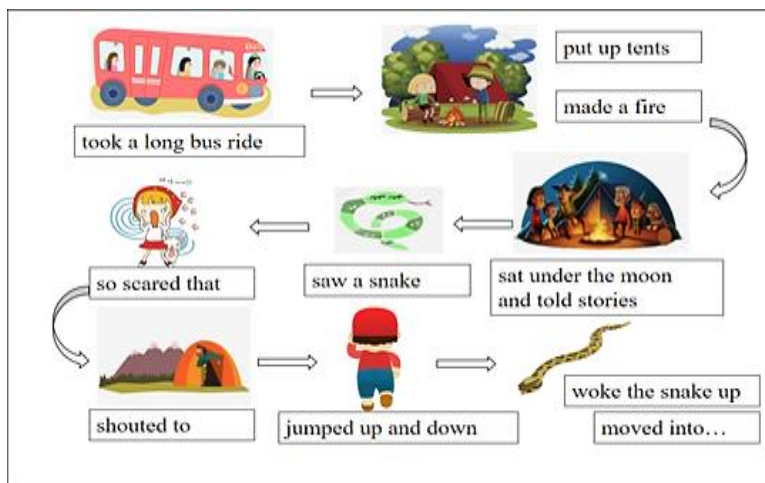 took a long bus ride
put up tents
made a fire
sat under the moon
and told stories
saw a snake
so scared that
shouted to
jumped up and down
woke the snake up
moved into…